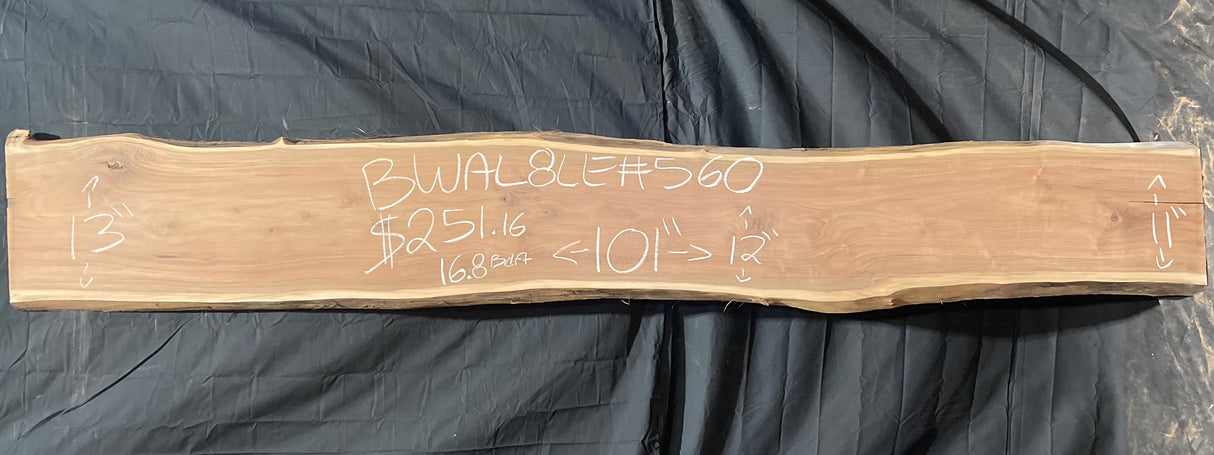 BWAL8LE#560
13"
$251.16
16.8 BdFt
<-101"->
12"
11"